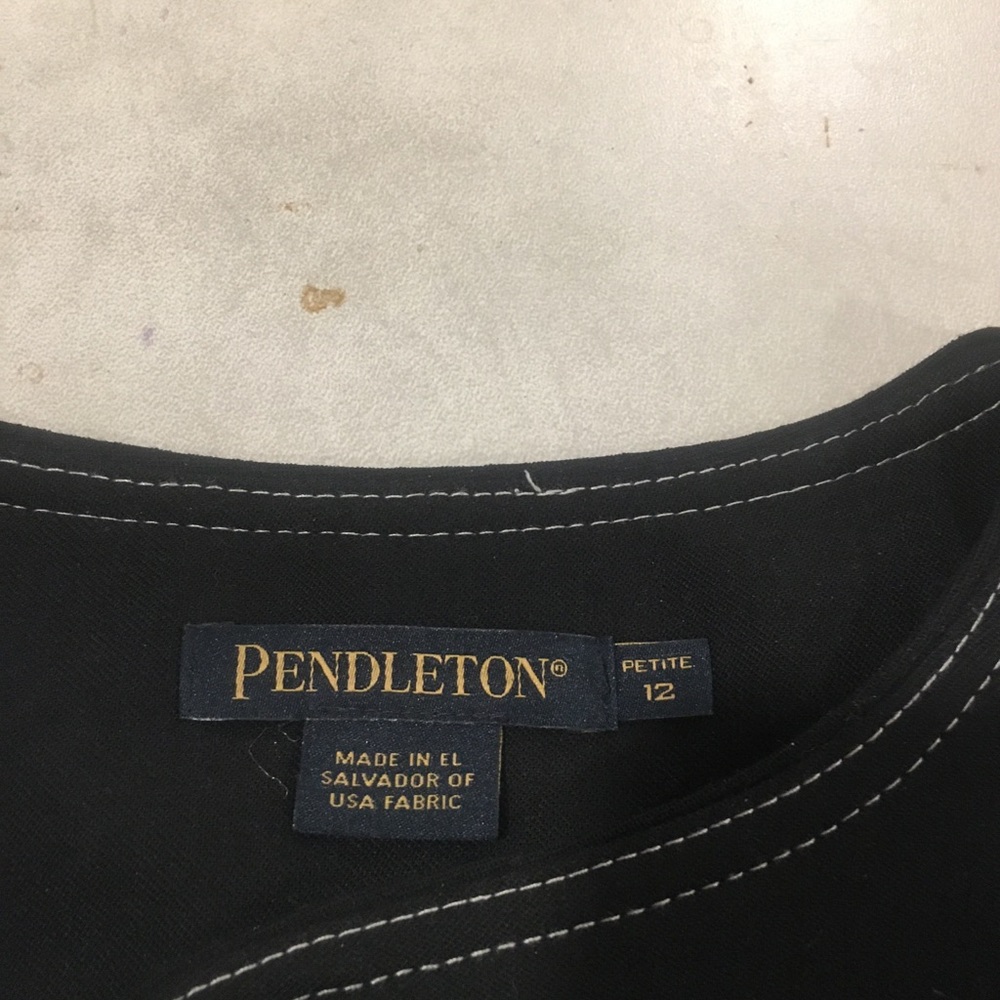 PENDLETON®
PETITE
12
MADE IN EL
SALVADOR OF
USA FABRIC